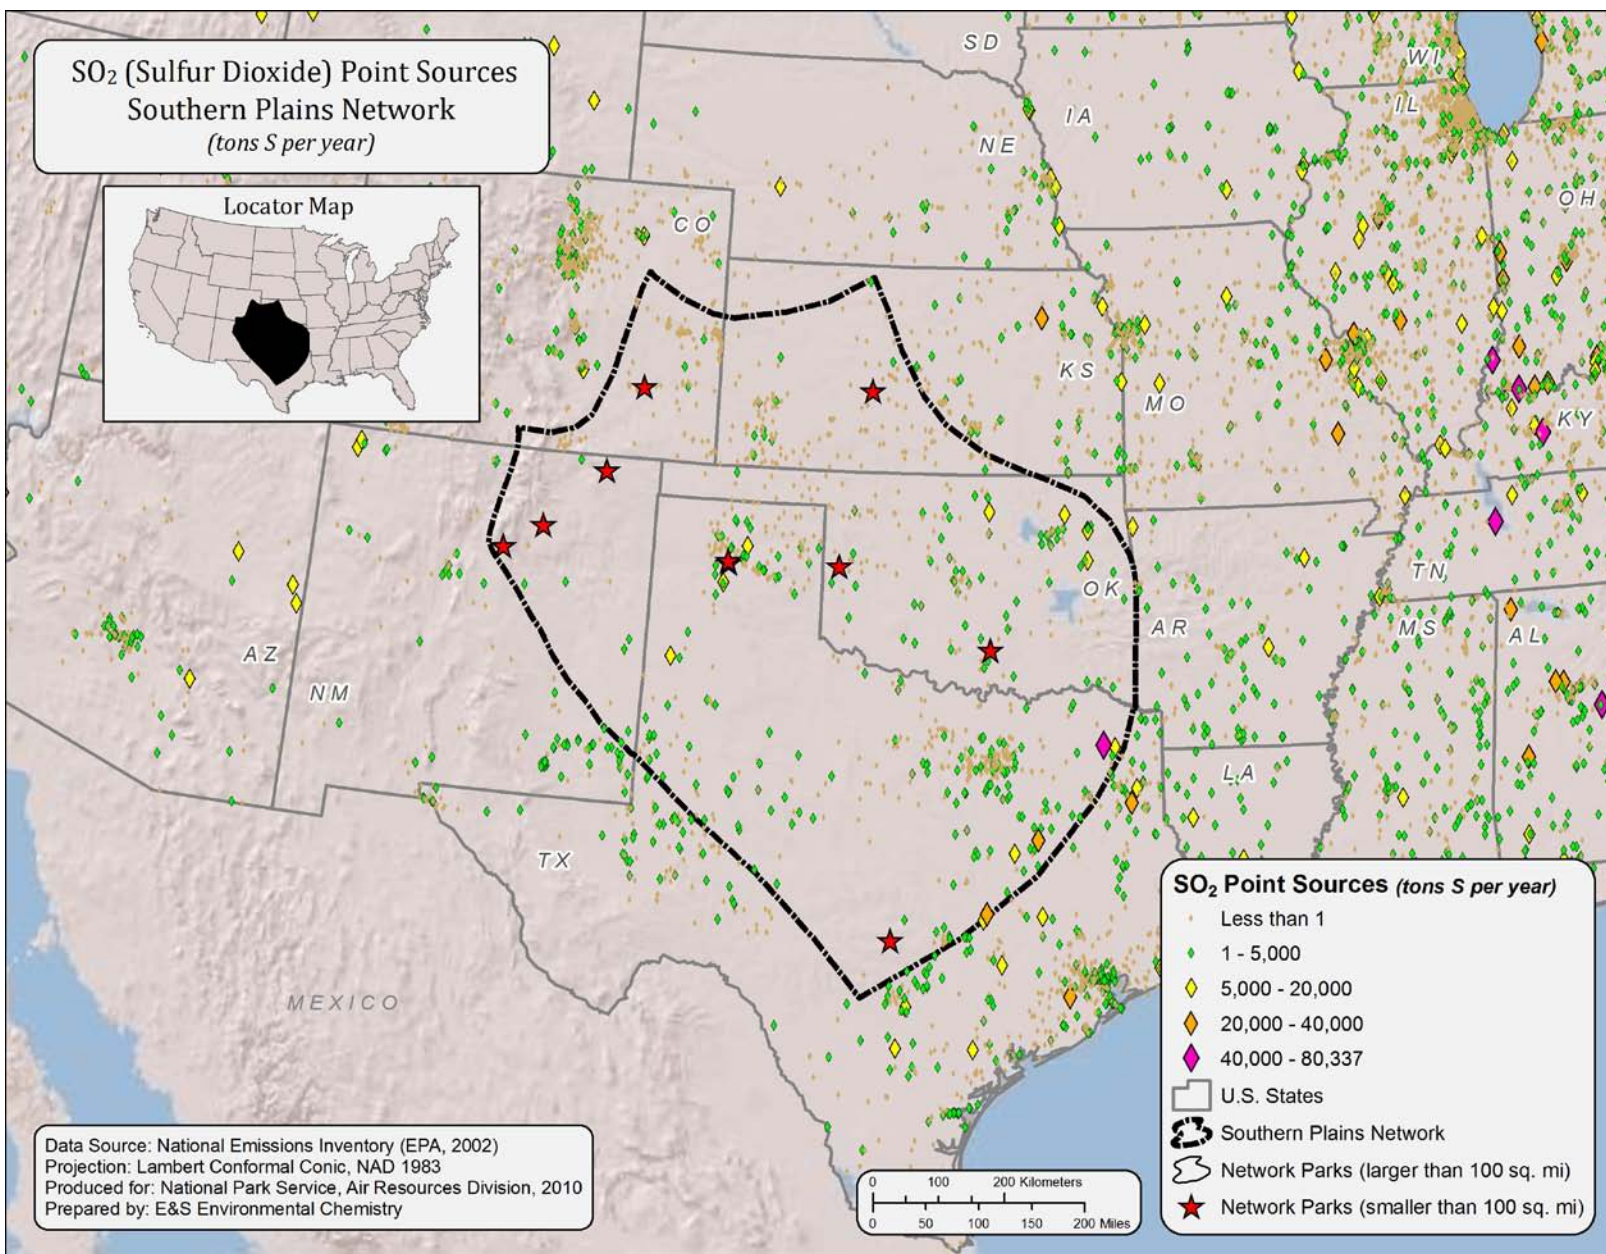 SO₂ (Sulfur Dioxide) Point Sources
Southern Plains Network
(tons S per year)
Locator Map
SD
WI
IA
IL
NE
OH
CO
KS
MO
KY
OK
TN
AR
MS
AL
AZ
NM
LA
TX
MEXICO
SO₂ Point Sources (tons S per year)
Less than 1
1 - 5,000
5,000 - 20,000
20,000 - 40,000
40,000 - 80,337
U.S. States
Southern Plains Network
Network Parks (larger than 100 sq. mi)
Network Parks (smaller than 100 sq. mi)
Data Source: National Emissions Inventory (EPA, 2002)
Projection: Lambert Conformal Conic, NAD 1983
Produced for: National Park Service, Air Resources Division, 2010
Prepared by: E&S Environmental Chemistry
0 100 200 Kilometers
0 50 100 150 200 Miles